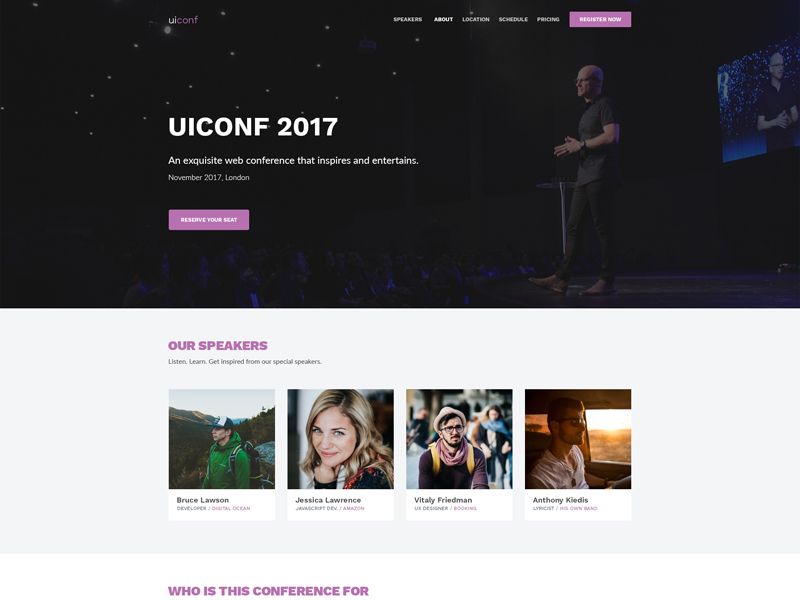 uiconf
SPEAKERS ABOUT LOCATION SCHEDULE PRICING REGISTER NOW
UICONF 2017
An exquisite web conference that inspires and entertains.
November 2017, London
RESERVE YOUR SEAT
OUR SPEAKERS
Listen. Learn. Get inspired from our special speakers.
Bruce Lawson
DEVELOPER / DIGITAL OCEAN
Jessica Lawrence
JAVASCRIPT DEV. / AMAZON
Vitaly Friedman
UX DESIGNER / BOOKING
Anthony Kiedis
LYRICIST / HIS OWN BAND
WHO IS THIS CONFERENCE FOR